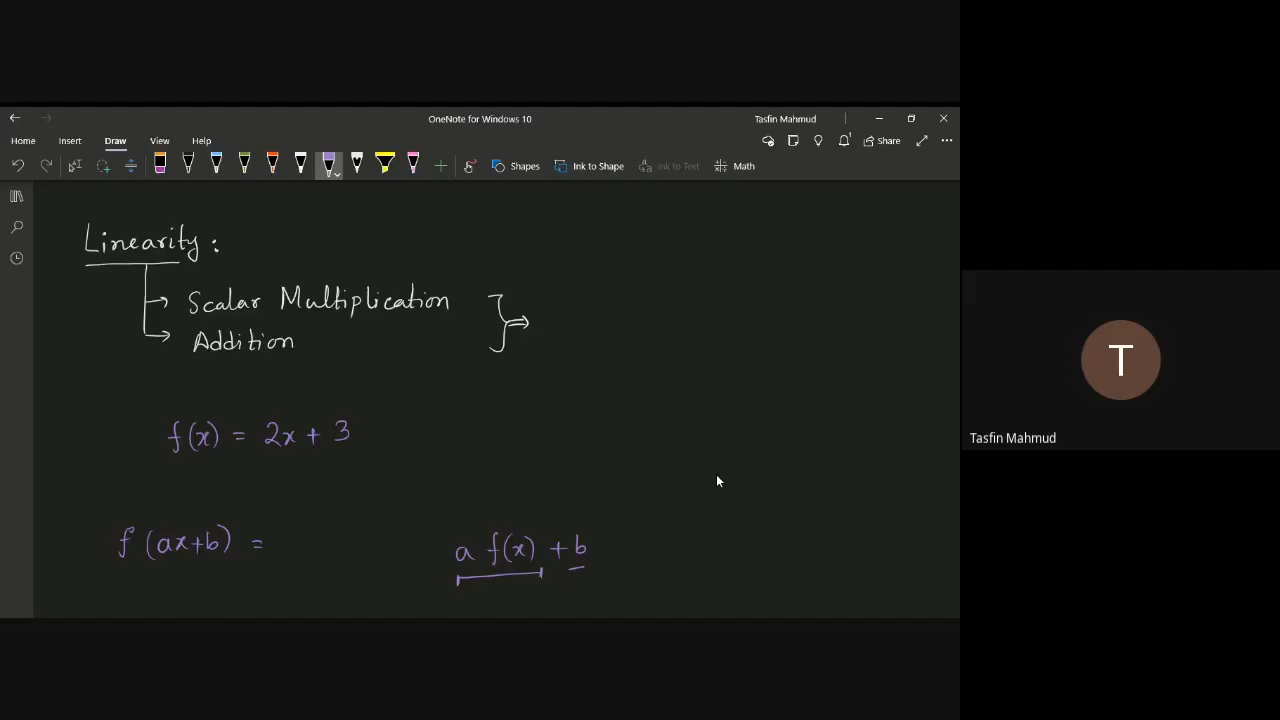 OneNote for Windows 10
Tasfin Mahmud
Home Insert Draw View Help
Share
Shapes Ink to Shape Ink to Text Math
Linearity:
Scalar Multiplication
Addition
f(x) = 2x + 3
f(ax+b) = a f(x) + b
T
Tasfin Mahmud